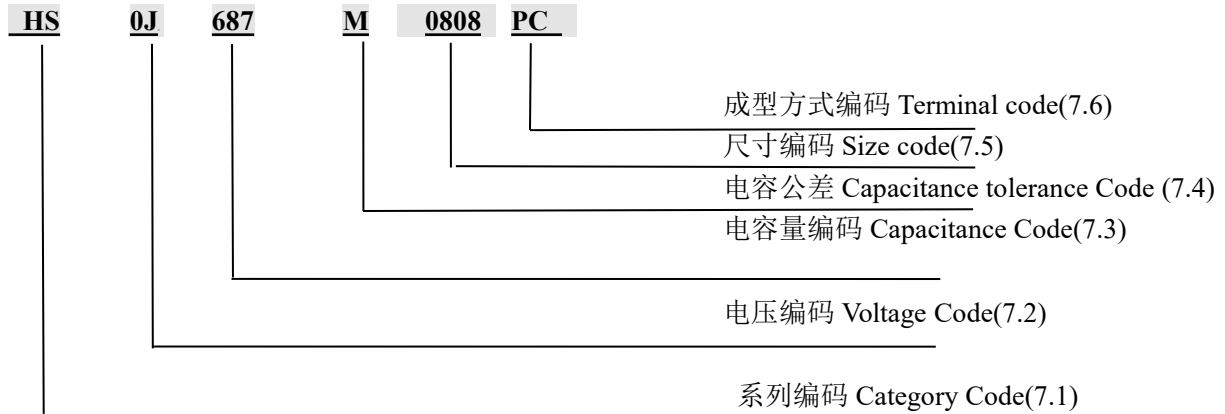 HS 0J 687 M 0808 PC
成型方式编码 Terminal code(7.6)
尺寸编码 Size code(7.5)
电容公差 Capacitance tolerance Code (7.4)
电容量编码 Capacitance Code(7.3)
电压编码 Voltage Code(7.2)
系列编码 Category Code(7.1)